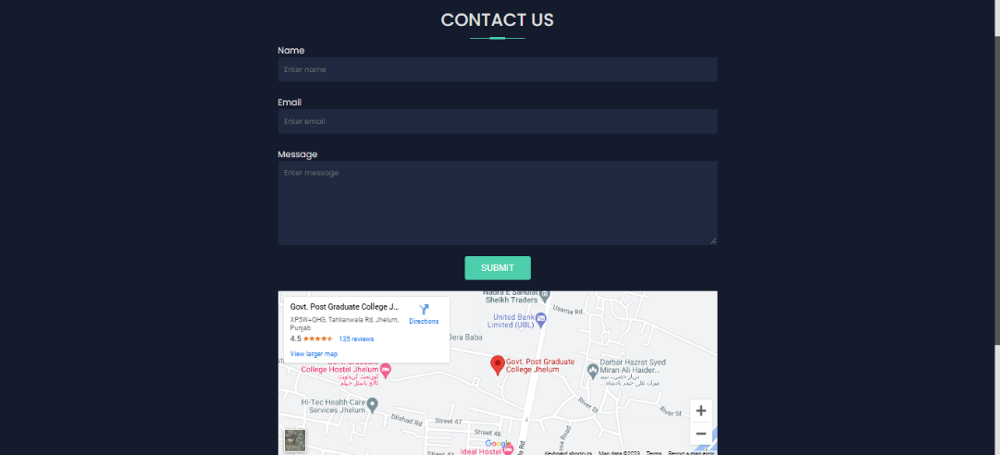 CONTACT US
Name
Enter name
Email
Enter email
Message
Enter message
SUBMIT
Govt. Post Graduate College J...
XP5W+QHG, Tahlianwala Rd, Jhelum,
Punjab
4.5
135 reviews
Directions
View larger map
Nadra E Sahulat
Sheikh Traders
Usama Rd
United Bank
Limited (UBL)
Dera Baba
Govt. Post Graduate
College Jhelum
Darbar Hazrat Syed
Miran Ali Haider...
College Hostel Jhelum
Hi-Tec Health Care
Services Jhelum
River St
River St
Dilshad Rd
Street 47
Street 46
Street 43
Google
Ideal Hostel
Keyboard shortcuts
Map data ©2023
Terms
Report a map error